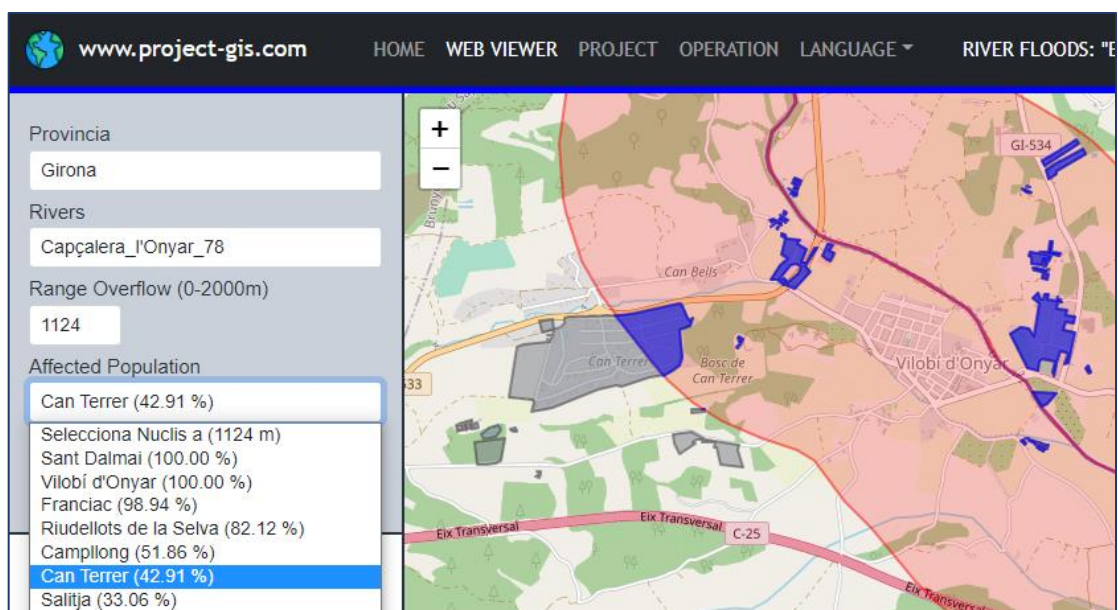 www.project-gis.com
HOME WEB VIEWER PROJECT OPERATION LANGUAGE RIVER FLOODS: "E
Provincia
Girona
Rivers
Capçalera_l'Onyar_78
Range Overflow (0-2000m)
1124
Affected Population
Can Terrer (42.91 %)
Selecciona Nuclis a (1124 m)
Sant Dalmai (100.00 %)
Vilobí d'Onyar (100.00 %)
Franciac (98.94 %)
Riudellots de la Selva (82.12 %)
Campllong (51.86 %)
Can Terrer (42.91 %)
Salitja (33.06 %)
+
−
GI-534
Can Bells
Can Terrer
Bosc de
Can Terrer
Vilobí d'Onyar
33
Eix Transversal
Eix Transversal
C-25
Eix Transversal